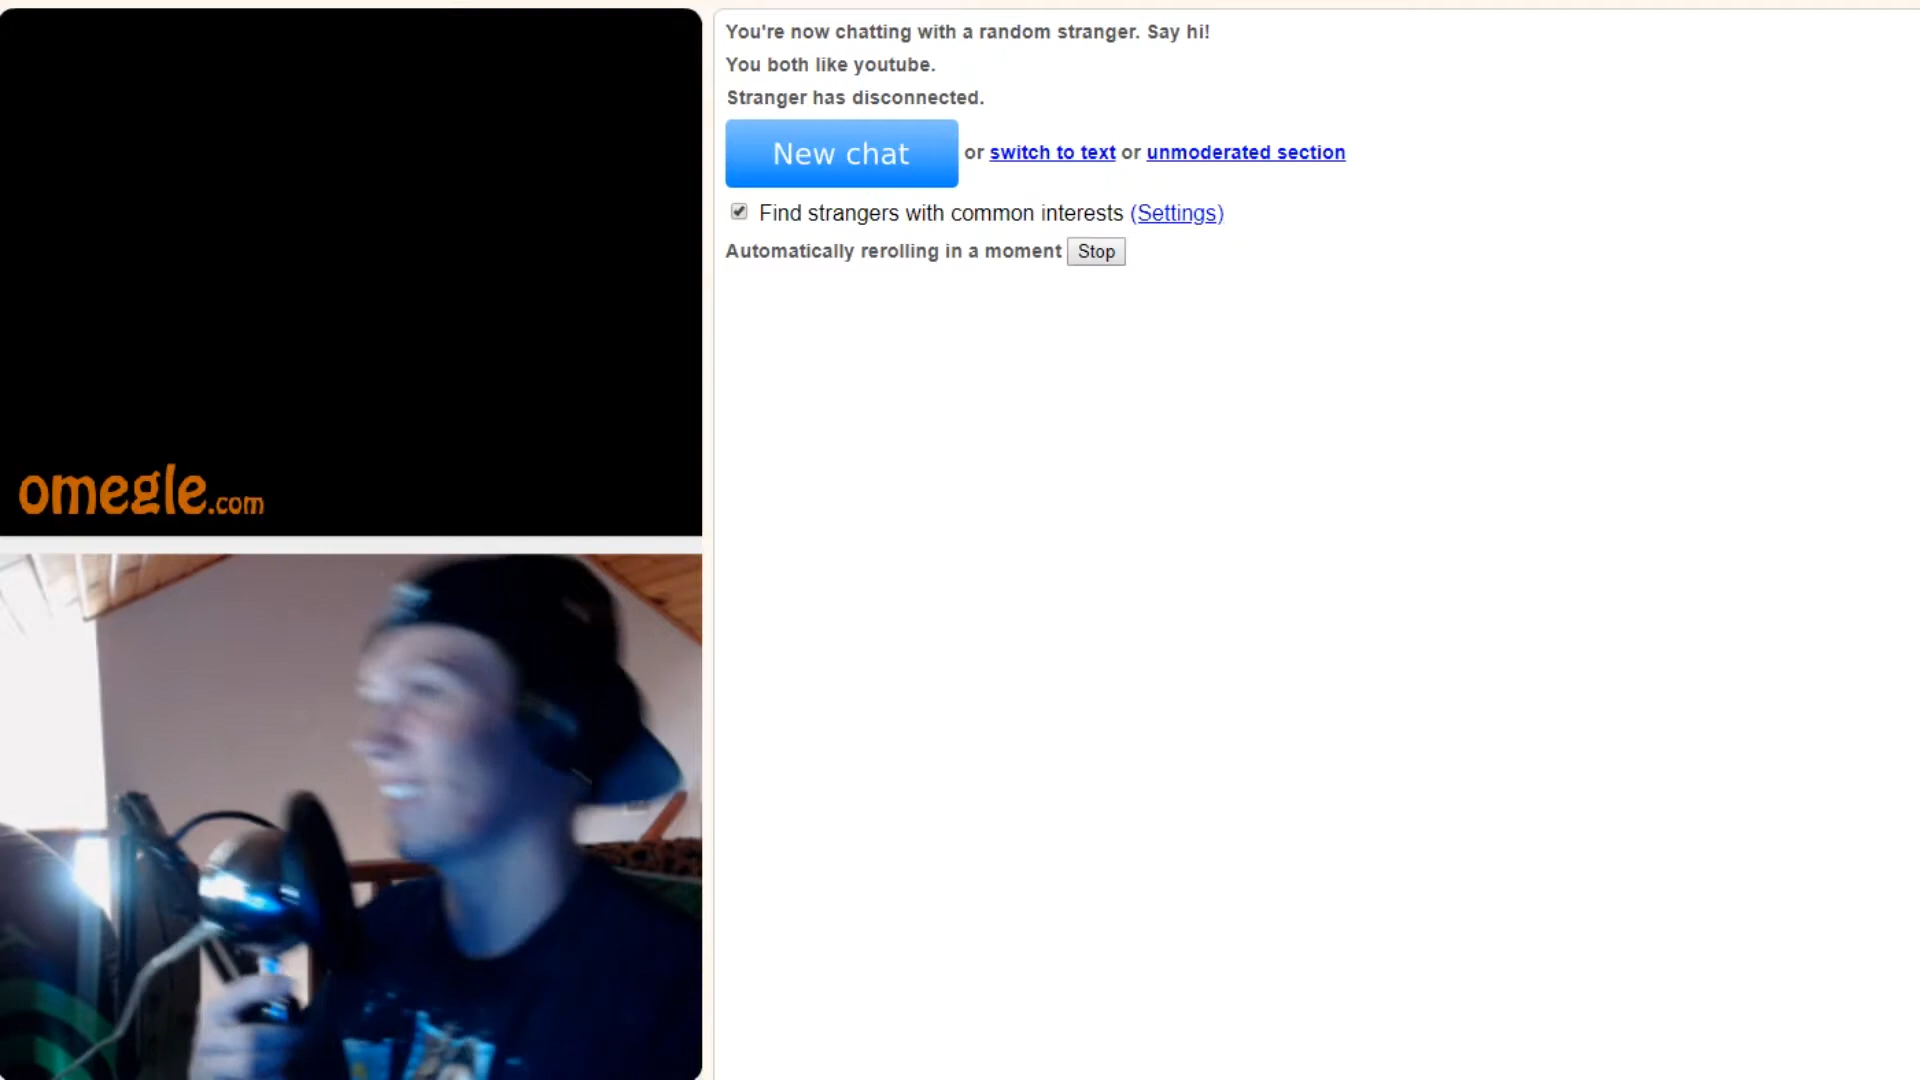 You're now chatting with a random stranger. Say hi!
You both like youtube.
Stranger has disconnected.
New chat or switch to text or unmoderated section
Find strangers with common interests (Settings)
Automatically rerolling in a moment Stop
omegle.com